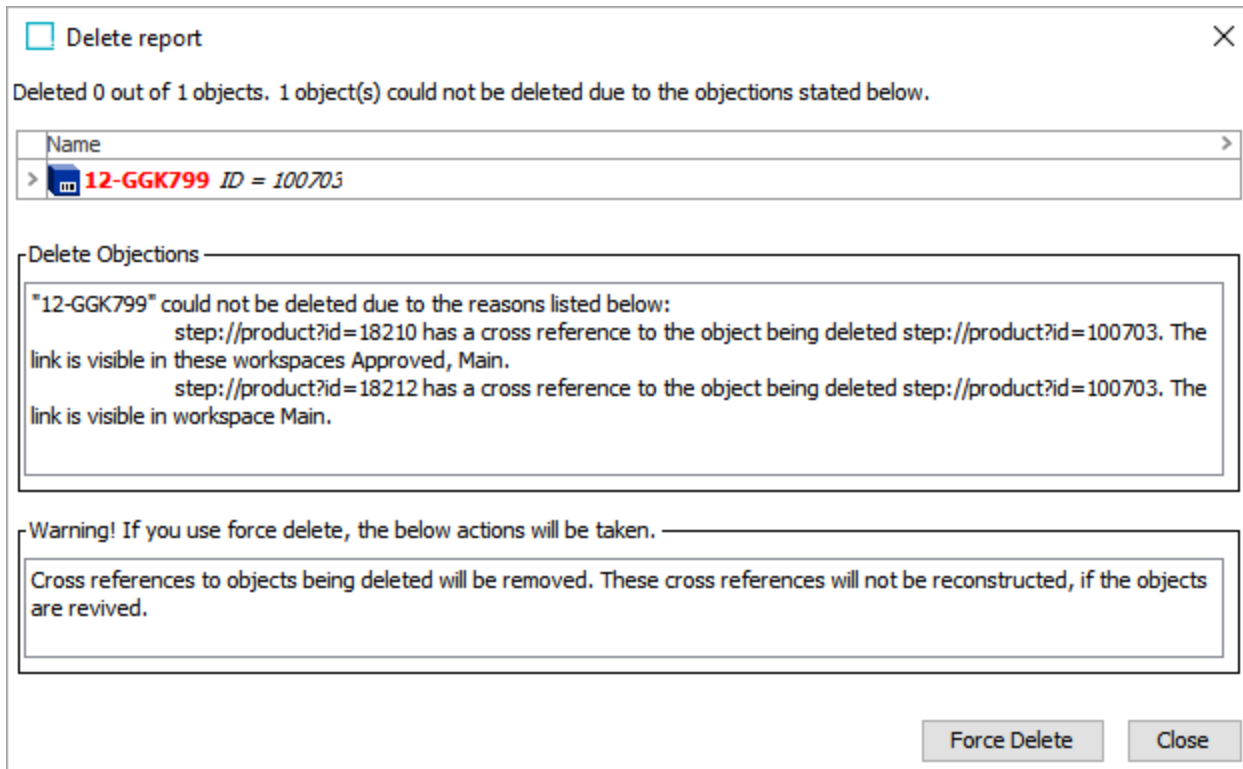 Delete report
Deleted 0 out of 1 objects. 1 object(s) could not be deleted due to the objections stated below.
Name
12-GGK799 ID = 100703
Delete Objections
"12-GGK799" could not be deleted due to the reasons listed below:
step://product?id=18210 has a cross reference to the object being deleted step://product?id=100703. The
link is visible in these workspaces Approved, Main.
step://product?id=18212 has a cross reference to the object being deleted step://product?id=100703. The
link is visible in workspace Main.
Warning! If you use force delete, the below actions will be taken.
Cross references to objects being deleted will be removed. These cross references will not be reconstructed, if the objects
are revived.
Force Delete Close